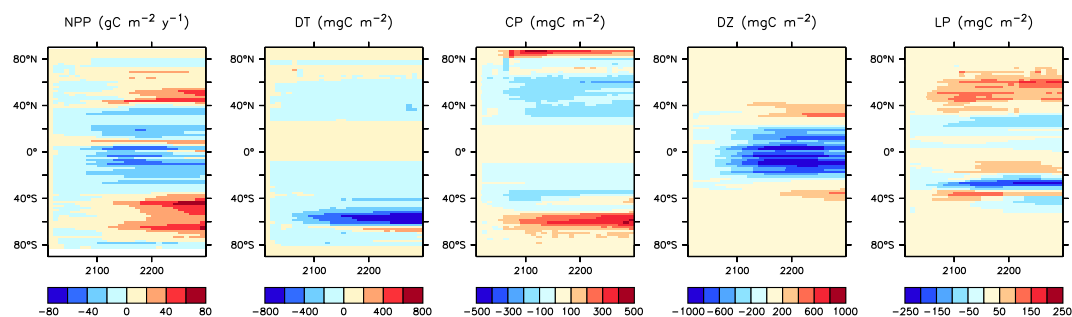 NPP (gC m⁻² y⁻¹)
DT (mgC m⁻²)
CP (mgC m⁻²)
DZ (mgC m⁻²)
LP (mgC m⁻²)
80°N 80°N 80°N 80°N 80°N
40°N 40°N 40°N 40°N 40°N
0° 0° 0° 0° 0°
40°S 40°S 40°S 40°S 40°S
80°S 80°S 80°S 80°S 80°S
2100 2200 2100 2200 2100 2200 2100 2200 2100 2200
−80 −40 0 40 80
−800 −400 0 400 800
−500 −300 −100 100 300 500
−1000 −600 −200 200 600 1000
−250 −150 −50 50 150 250